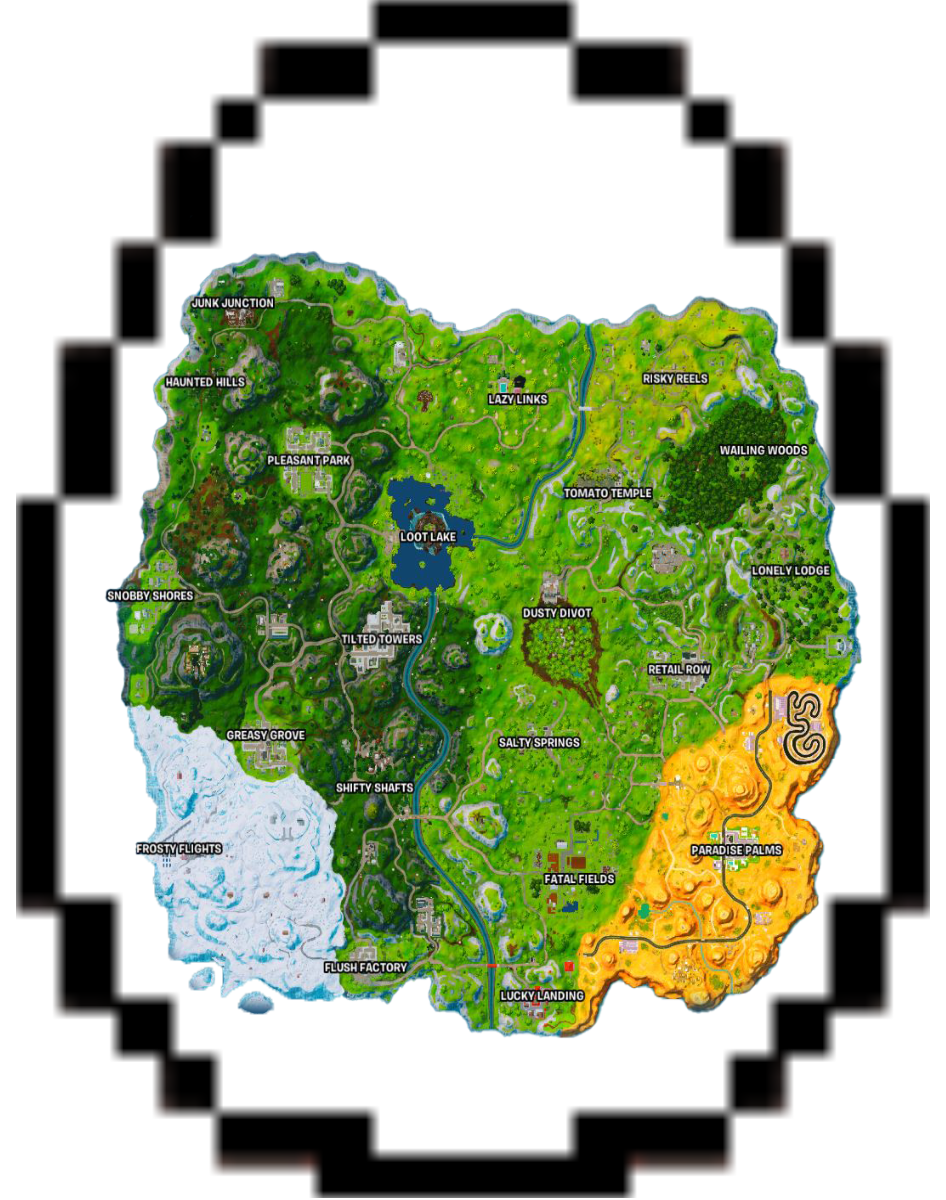 JUNK JUNCTION
HAUNTED HILLS
RISKY REELS
LAZY LINKS
WAILING WOODS
PLEASANT PARK
TOMATO TEMPLE
LOOT LAKE
LONELY LODGE
SNOBBY SHORES
DUSTY DIVOT
TILTED TOWERS
RETAIL ROW
GREASY GROVE
SALTY SPRINGS
SHIFTY SHAFTS
FROSTY FLIGHTS
PARADISE PALMS
FATAL FIELDS
FLUSH FACTORY
LUCKY LANDING